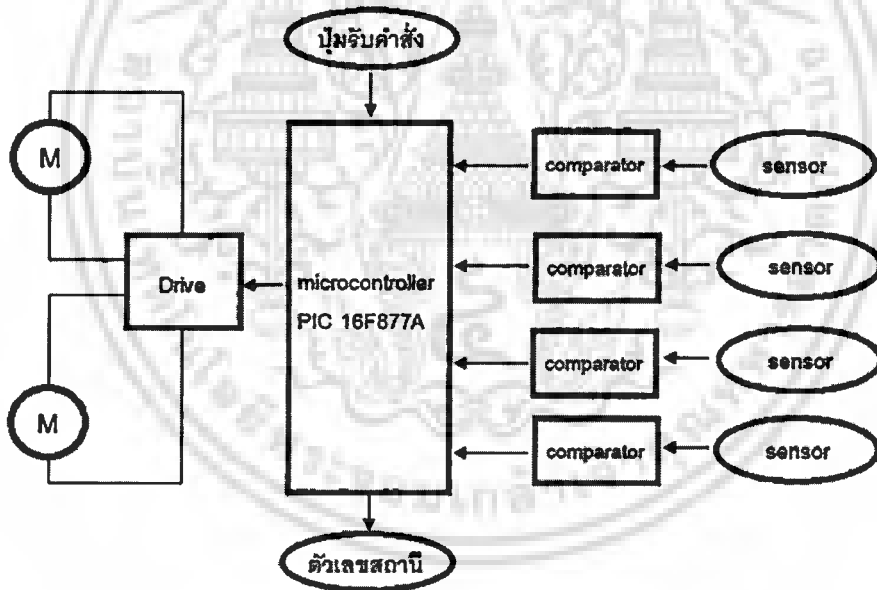 ปุ่มรับคำสั่ง
M
comparator
sensor
Drive
microcontroller
PIC 16F877A
comparator
sensor
comparator
sensor
M
comparator
sensor
ตัวเลขสถานี